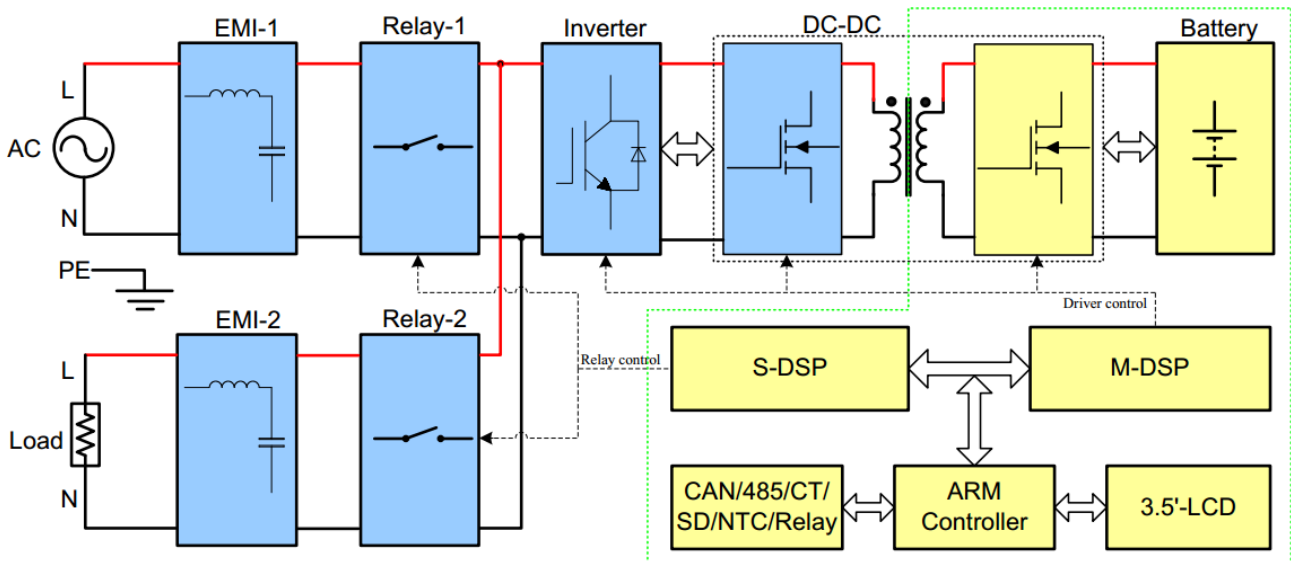 EMI-1
Relay-1
Inverter
DC-DC
Battery
L
AC
N
PE
Driver control
EMI-2
Relay-2
L
Relay control
S-DSP
M-DSP
Load
N
CAN/485/CT/
SD/NTC/Relay
ARM
Controller
3.5'-LCD